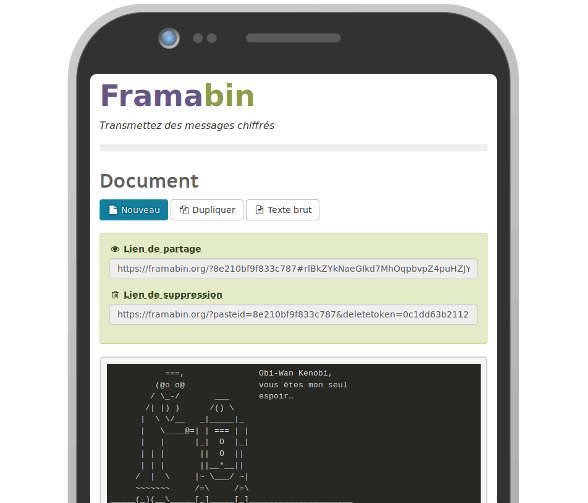 Framabin
Transmettez des messages chiffrés
Document
Nouveau
Dupliquer
Texte brut
Lien de partage
https://framabin.org/?8e210bf9f833c787#rlBkZYkNaeGIkd7MhOqpbvpZ4puHZJY
Lien de suppression
https://framabin.org/?pasteid=8e210bf9f833c787&deletetoken=0c1dd63b2112
Obi-Wan Kenobi,
vous êtes mon seul
espoir…